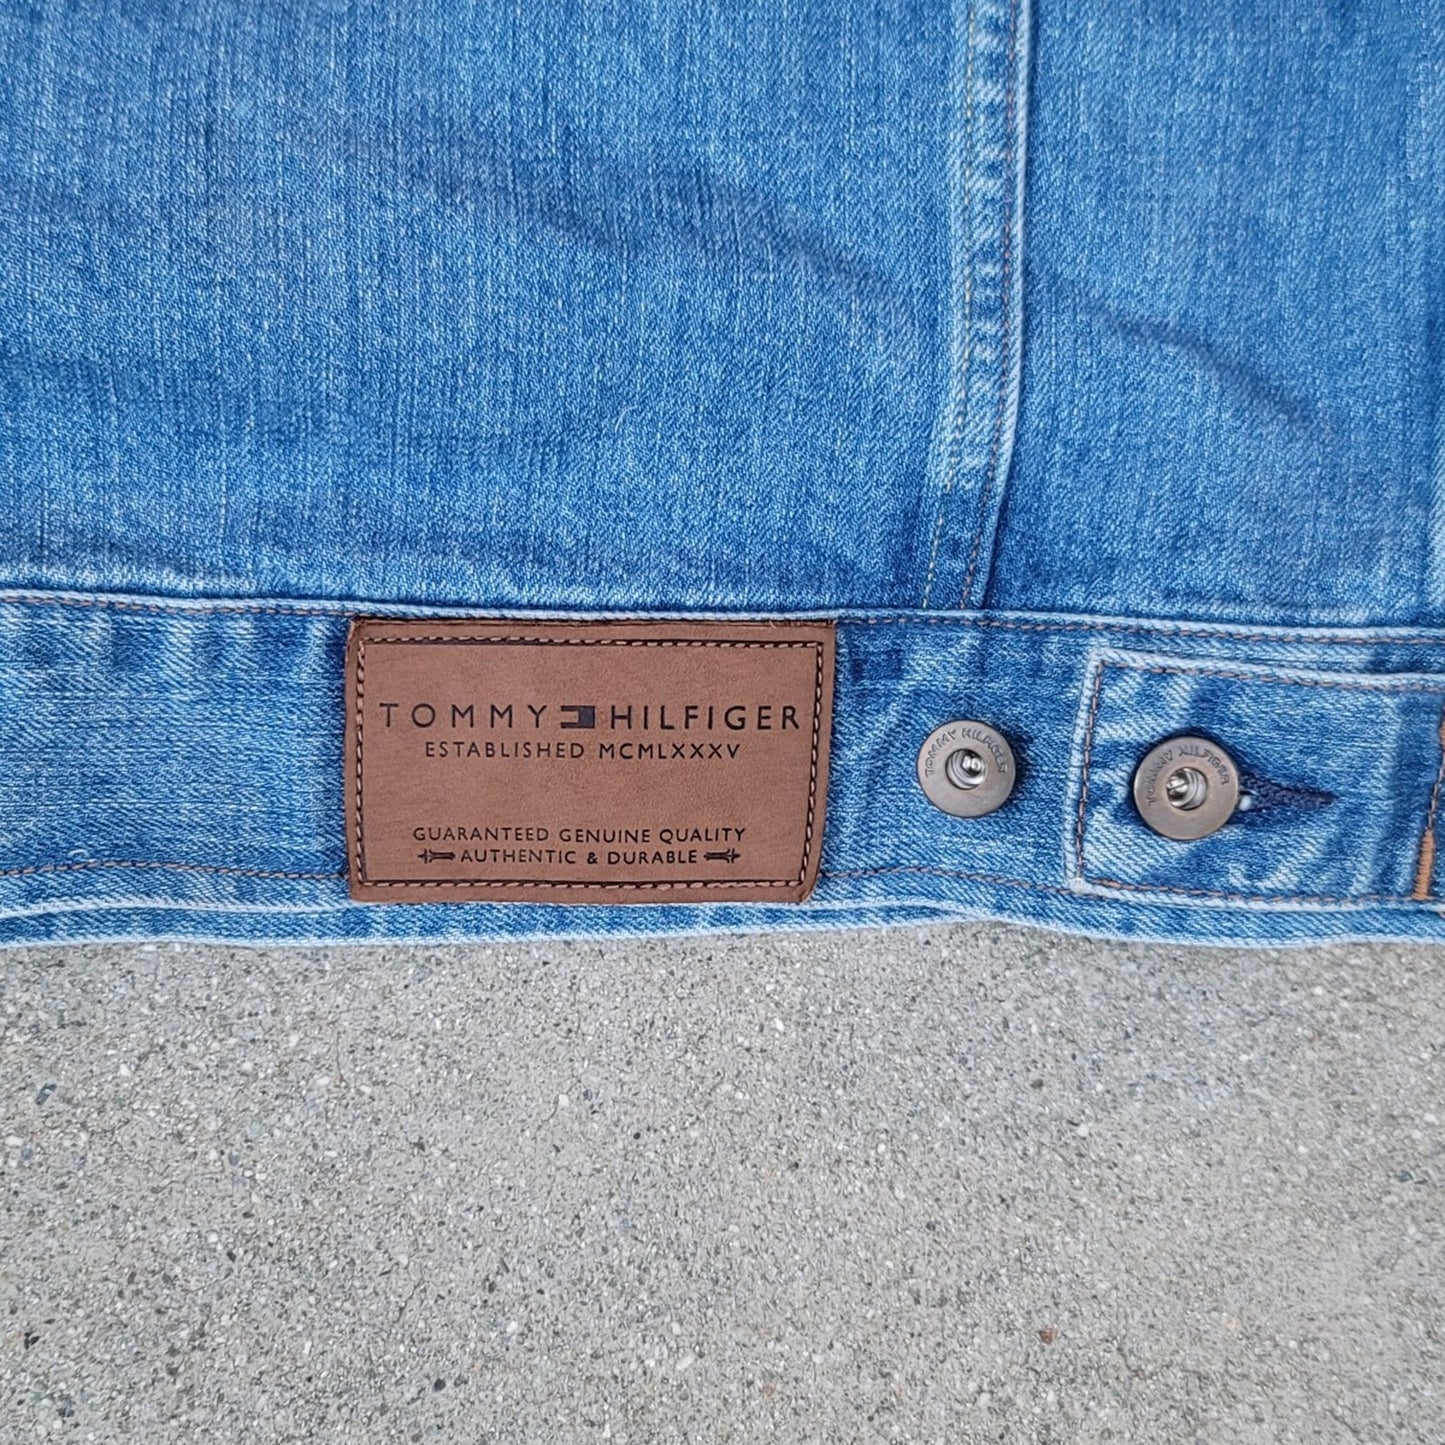 TOMMY HILFIGER
ESTABLISHED MCMLXXXV
GUARANTEED GENUINE QUALITY
AUTHENTIC & DURABLE
TOMMY HILFIGER
TOMMY HILFIGER